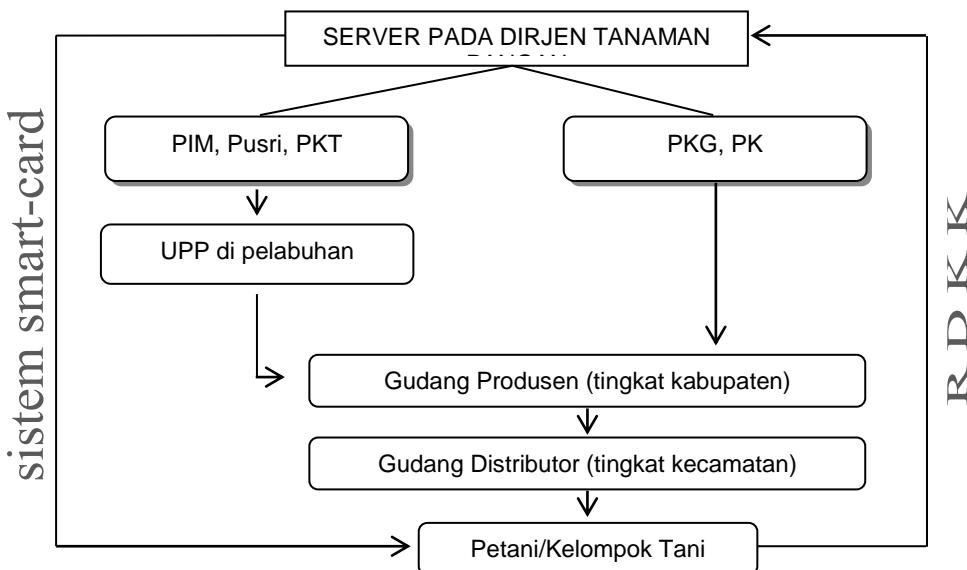 SERVER PADA DIRJEN TANAMAN
PIM, Pusri, PKT
PKG, PK
UPP di pelabuhan
Gudang Produsen (tingkat kabupaten)
Gudang Distributor (tingkat kecamatan)
Petani/Kelompok Tani
sistem smart-card
R D K K